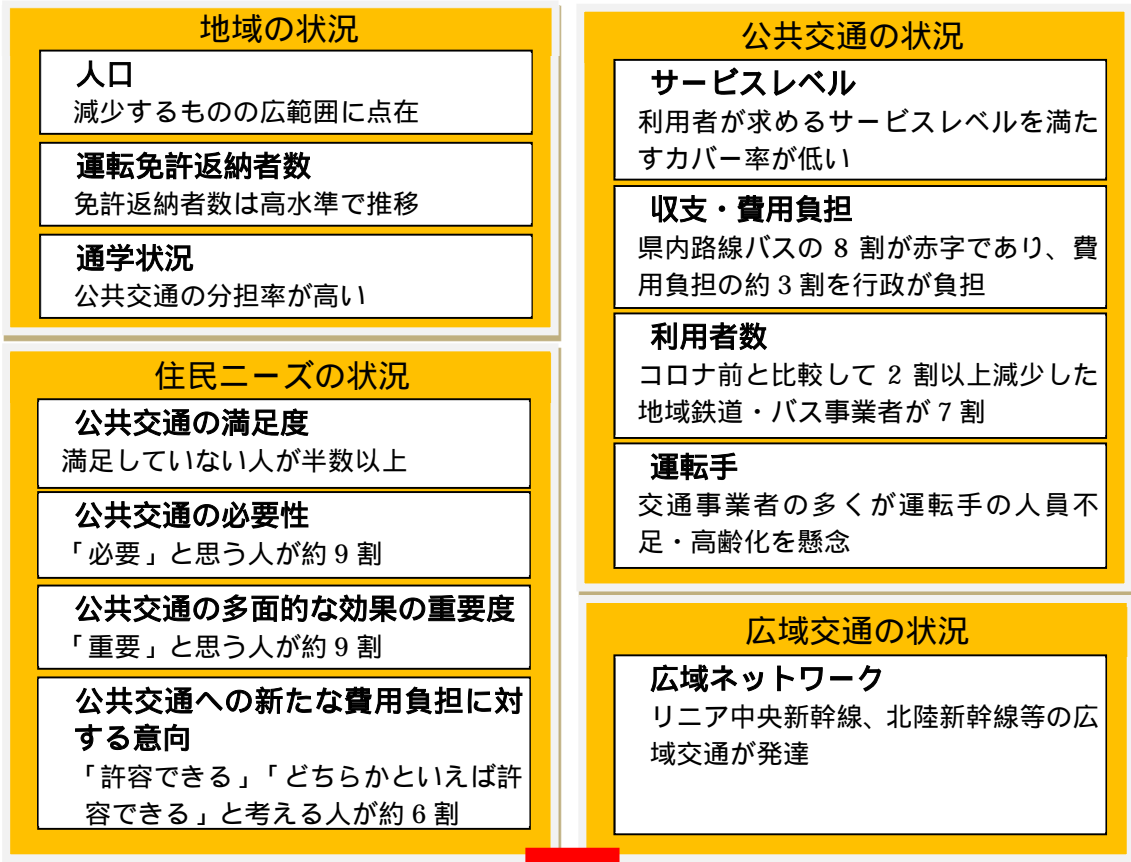 地域の状況
人口
減少するものの広範囲に点在
運転免許返納者数
免許返納者数は高水準で推移
通学状況
公共交通の分担率が高い
住民ニーズの状況
公共交通の満足度
満足していない人が半数以上
公共交通の必要性
「必要」と思う人が約 9 割
公共交通の多面的な効果の重要度
「重要」と思う人が約 9 割
公共交通への新たな費用負担に対
する意向
「許容できる」「どちらかといえば許
容できる」と考える人が約 6 割
公共交通の状況
サービスレベル
利用者が求めるサービスレベルを満た
すカバー率が低い
収支・費用負担
県内路線バスの 8 割が赤字であり、費
用負担の約 3 割を行政が負担
利用者数
コロナ前と比較して 2 割以上減少した
地域鉄道・バス事業者が 7 割
運転手
交通事業者の多くが運転手の人員不
足・高齢化を懸念
広域交通の状況
広域ネットワーク
リニア中央新幹線、北陸新幹線等の広
域交通が発達